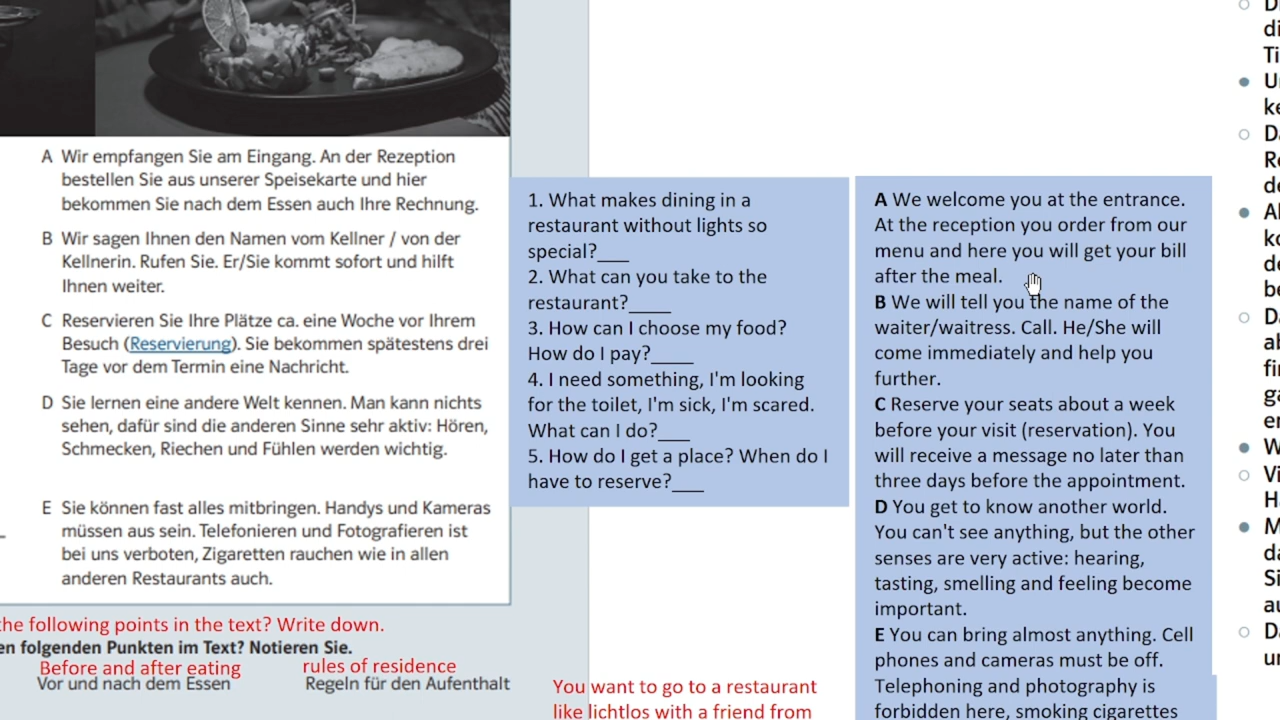 A Wir empfangen Sie am Eingang. An der Rezeption
bestellen Sie aus unserer Speisekarte und hier
bekommen Sie nach dem Essen auch Ihre Rechnung.
B Wir sagen Ihnen den Namen vom Kellner / von der
Kellnerin. Rufen Sie. Er/Sie kommt sofort und hilft
Ihnen weiter.
C Reservieren Sie Ihre Plätze ca. eine Woche vor Ihrem
Besuch (Reservierung). Sie bekommen spätestens drei
Tage vor dem Termin eine Nachricht.
D Sie lernen eine andere Welt kennen. Man kann nichts
sehen, dafür sind die anderen Sinne sehr aktiv: Hören,
Schmecken, Riechen und Fühlen werden wichtig.
E Sie können fast alles mitbringen. Handys und Kameras
müssen aus sein. Telefonieren und Fotografieren ist
bei uns verboten, Zigaretten rauchen wie in allen
anderen Restaurants auch.
the following points in the text? Write down.
en folgenden Punkten im Text? Notieren Sie.
Before and after eating
rules of residence
Vor und nach dem Essen
Regeln für den Aufenthalt
1. What makes dining in a
restaurant without lights so
special?___
2. What can you take to the
restaurant?____
3. How can I choose my food?
How do I pay?____
4. I need something, I'm looking
for the toilet, I'm sick, I'm scared.
What can I do?___
5. How do I get a place? When do I
have to reserve?___
You want to go to a restaurant
like lichtlos with a friend from
A We welcome you at the entrance.
At the reception you order from our
menu and here you will get your bill
after the meal.
B We will tell you the name of the
waiter/waitress. Call. He/She will
come immediately and help you
further.
C Reserve your seats about a week
before your visit (reservation). You
will receive a message no later than
three days before the appointment.
D You get to know another world.
You can't see anything, but the other
senses are very active: hearing,
tasting, smelling and feeling become
important.
E You can bring almost anything. Cell
phones and cameras must be off.
Telephoning and photography is
forbidden here, smoking cigarettes